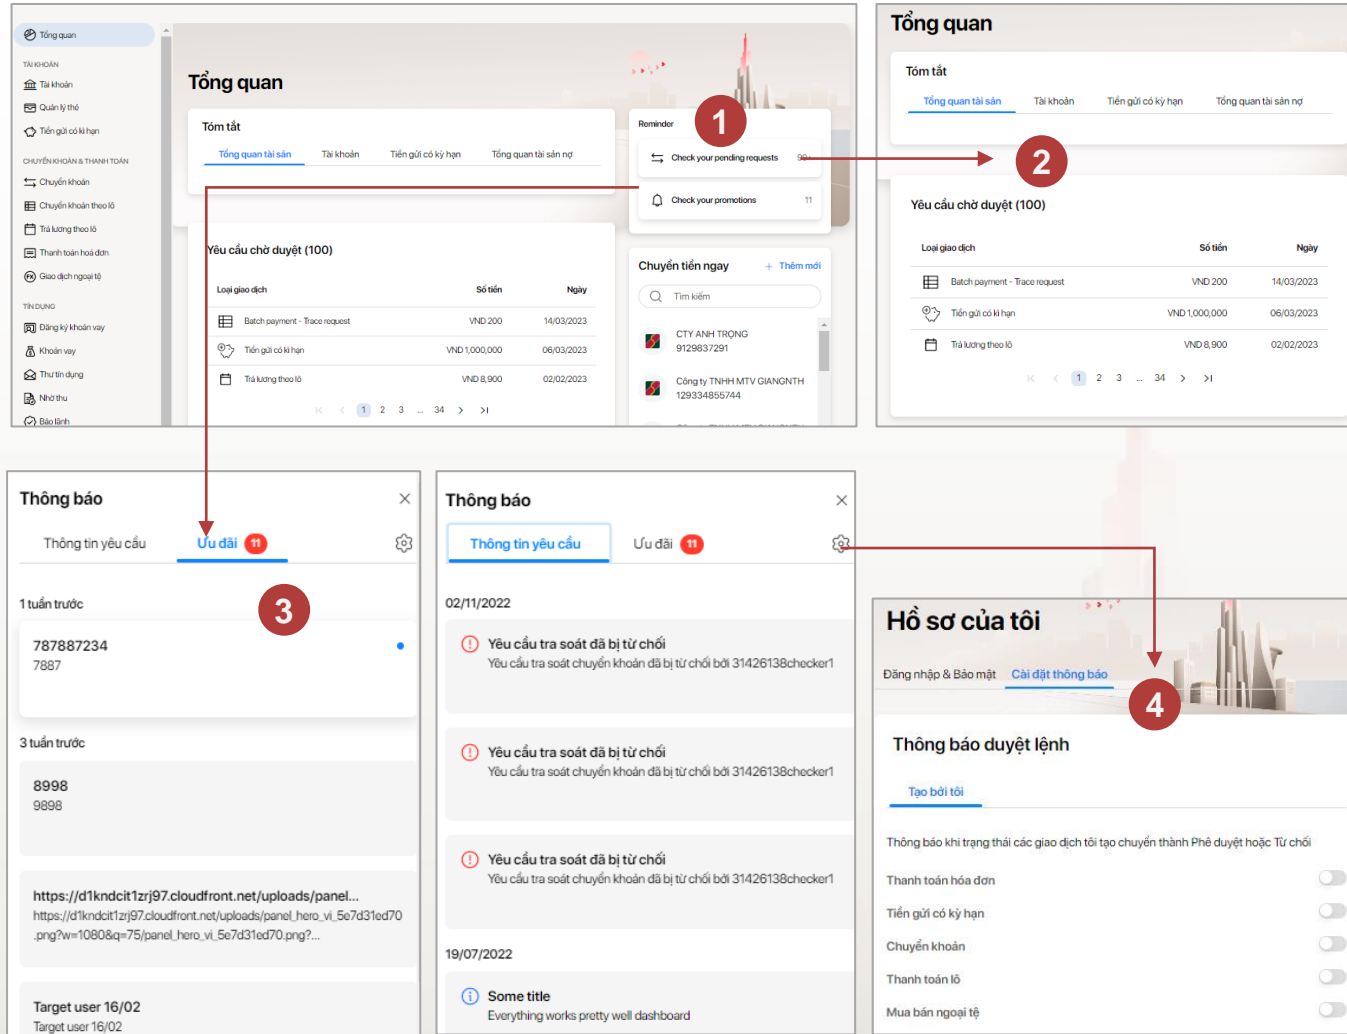 Tổng quan
TÀI KHOẢN
Tài khoản
Quản lý thẻ
Tiền gửi có kì hạn
CHUYỂN KHOẢN & THANH TOÁN
Chuyển khoản
Chuyển khoản theo lô
Trả lương theo lô
Thanh toán hoá đơn
Giao dịch ngoại tệ
TÍN DỤNG
Đăng ký khoản vay
Khoản vay
Thư tín dụng
Nhờ thu
Bảo lãnh
Tổng quan
Tóm tắt
Tổng quan tài sản Tài khoản Tiền gửi có kỳ hạn Tổng quan tài sản nợ
Yêu cầu chờ duyệt (100)
Loại giao dịch Số tiền Ngày
Batch payment - Trace request VND 200 14/03/2023
Tiền gửi có kì hạn VND 1,000,000 06/03/2023
Trả lương theo lô VND 8,900 02/02/2023
1 2 3 ... 34
Reminder
1
Check your pending requests 99+
Check your promotions 11
Chuyển tiền ngay + Thêm mới
Tìm kiếm
CTY ANH TRỌNG
9129837291
Công ty TNHH MTV GIANGNTH
129334855744
Tổng quan
Tóm tắt
Tổng quan tài sản Tài khoản Tiền gửi có kỳ hạn Tổng quan tài sản nợ
2
Yêu cầu chờ duyệt (100)
Loại giao dịch Số tiền Ngày
Batch payment - Trace request VND 200 14/03/2023
Tiền gửi có kì hạn VND 1,000,000 06/03/2023
Trả lương theo lô VND 8,900 02/02/2023
1 2 3 ... 34
Thông báo
Thông tin yêu cầu Ưu đãi 11
1 tuần trước
3
787887234
7887
3 tuần trước
8998
9898
https://d1kndcit1zrj97.cloudfront.net/uploads/panel...
https://d1kndcit1zrj97.cloudfront.net/uploads/panel_hero_vi_5e7d31ed70
.png?w=1080&q=75/panel_hero_vi_5e7d31ed70.png?...
Target user 16/02
Target user 16/02
Thông báo
Thông tin yêu cầu Ưu đãi 11
02/11/2022
Yêu cầu tra soát đã bị từ chối
Yêu cầu tra soát chuyển khoản đã bị từ chối bởi 31426138checker1
Yêu cầu tra soát đã bị từ chối
Yêu cầu tra soát chuyển khoản đã bị từ chối bởi 31426138checker1
Yêu cầu tra soát đã bị từ chối
Yêu cầu tra soát chuyển khoản đã bị từ chối bởi 31426138checker1
19/07/2022
Some title
Everything works pretty well dashboard
Hồ sơ của tôi
Đăng nhập & Bảo mật Cài đặt thông báo
4
Thông báo duyệt lệnh
Tạo bởi tôi
Thông báo khi trạng thái các giao dịch tôi tạo chuyển thành Phê duyệt hoặc Từ chối
Thanh toán hóa đơn
Tiền gửi có kỳ hạn
Chuyển khoản
Thanh toán lô
Mua bán ngoại tệ